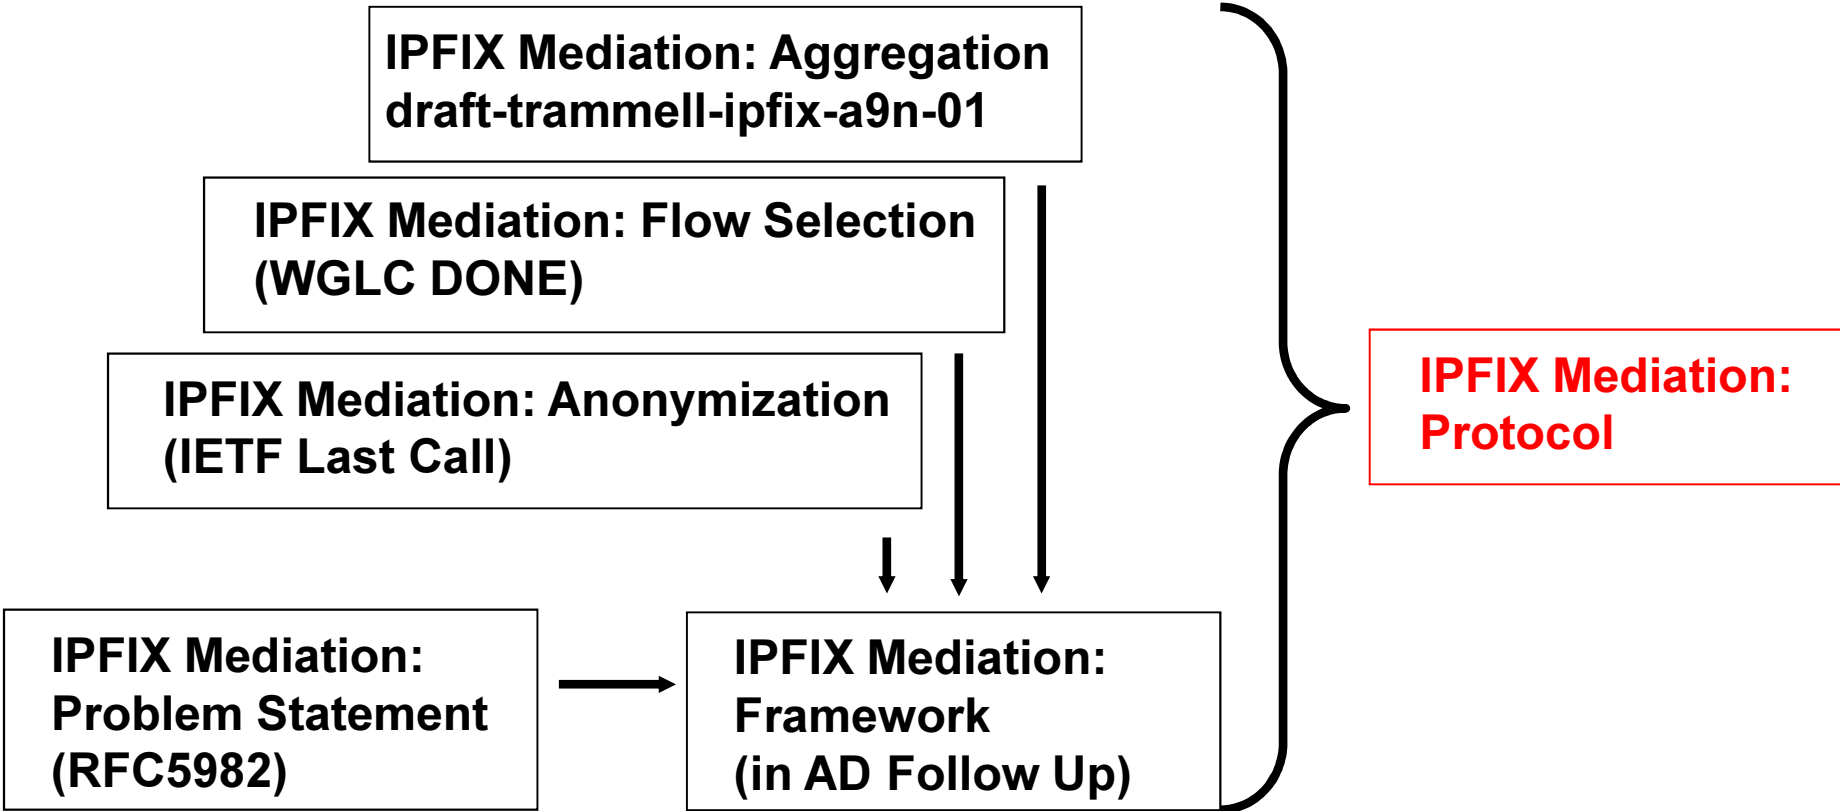 IPFIX Mediation: Aggregation
draft-trammell-ipfix-a9n-01
IPFIX Mediation: Flow Selection
(WGLC DONE)
IPFIX Mediation: Anonymization
(IETF Last Call)
IPFIX Mediation:
Protocol
IPFIX Mediation:
Problem Statement
(RFC5982)
IPFIX Mediation:
Framework
(in AD Follow Up)